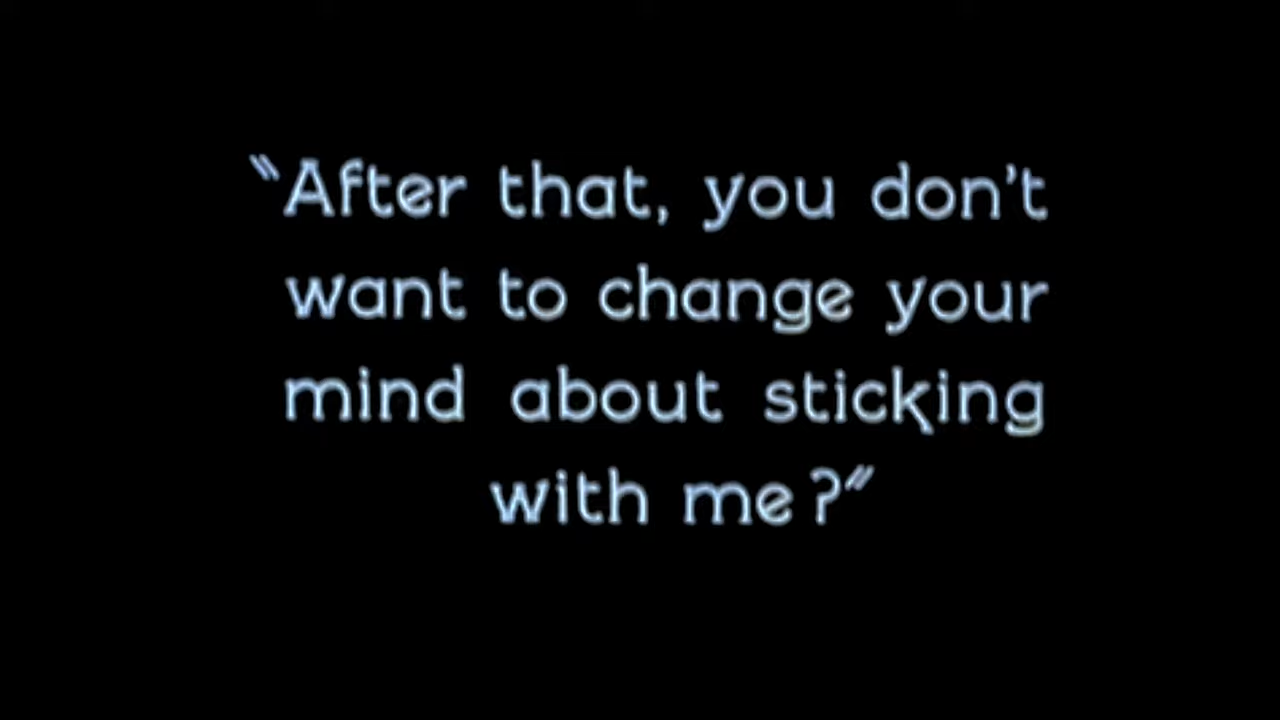 "After that, you don't
want to change your
mind about sticking
with me?"